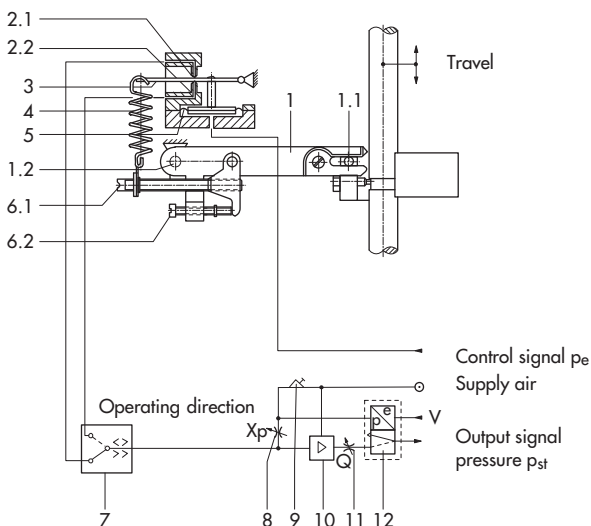 2.1
2.2
3
4
5
1.2
6.1
6.2
1
1.1
Travel
Control signal pe
Supply air
Operating direction
Xp
e
p
V
Q
Output signal
pressure pst
< >
> >
7
8
9
10
11
12